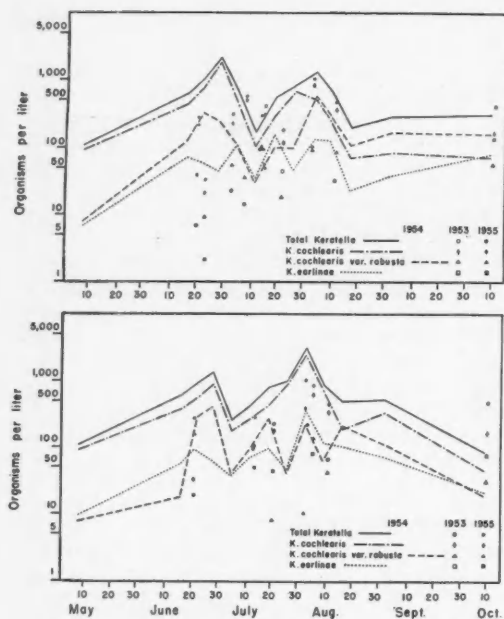 5,000
1,000
500
100
50
10
5
1
Organisms per liter
1954 1953 1955
Total Keratella
K. cochlearis
K. cochlearis var. robusta
K. earlinae
10 20 30 10 20 30 10 20 30 10 20 30 10 20 30 10
5,000
1,000
500
100
50
10
5
1
Organisms per liter
1954 1953 1955
Total Keratella
K. cochlearis
K. cochlearis var. robusta
K. earlinae
10 20 30 10 20 30 10 20 30 10 20 30 10 20 30 10
May June July Aug. Sept. Oct.